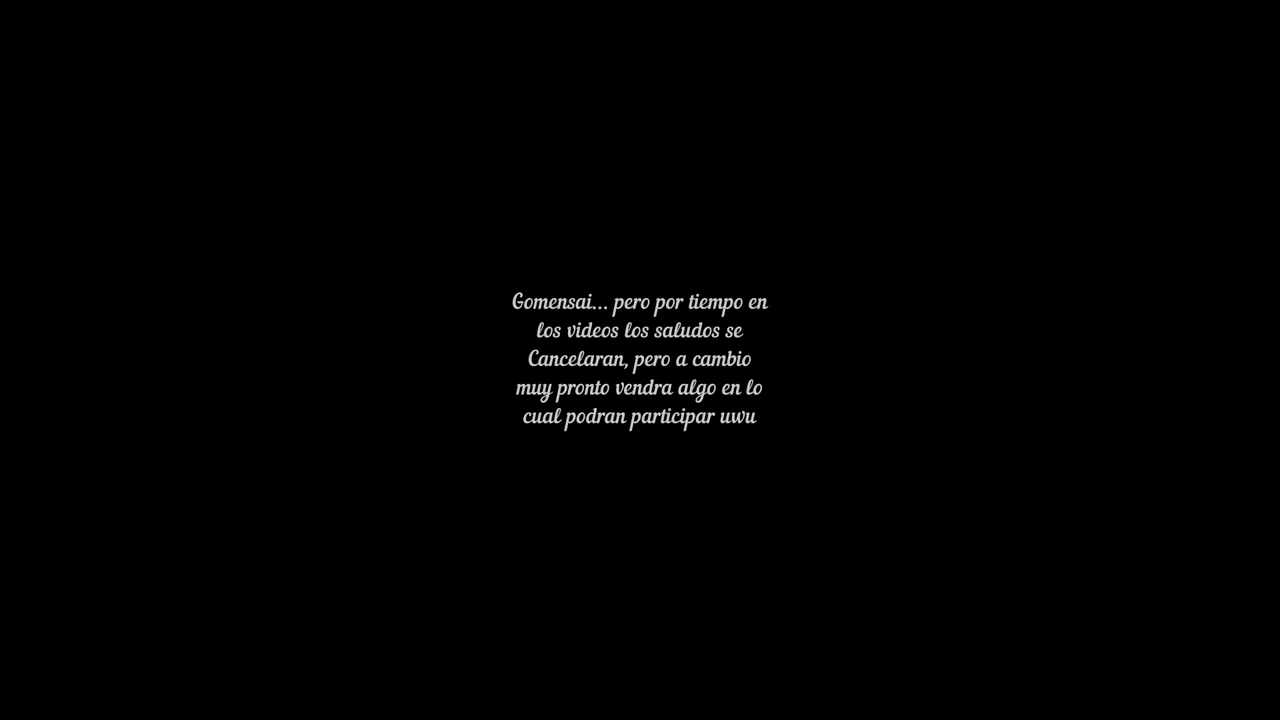 Gomensai... pero por tiempo en
los videos los saludos se
Cancelaran, pero a cambio
muy pronto vendra algo en lo
cual podran participar uwu